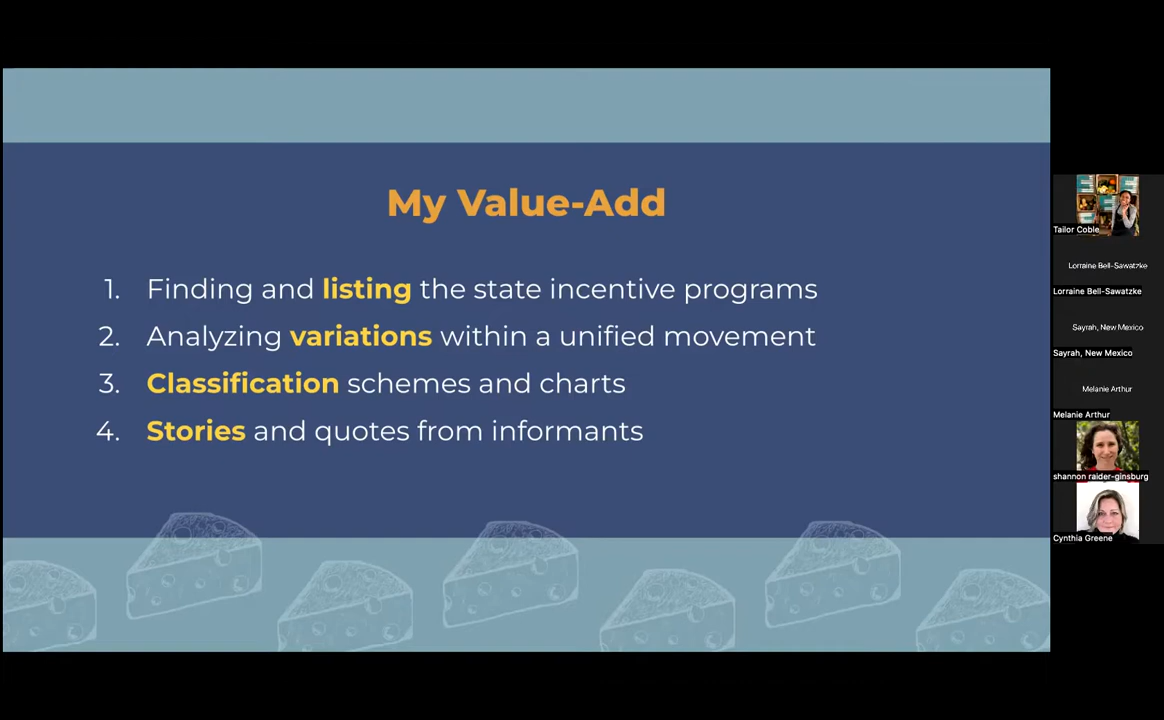 My Value-Add
1. Finding and listing the state incentive programs
2. Analyzing variations within a unified movement
3. Classification schemes and charts
4. Stories and quotes from informants
Tailor Coble
Lorraine Bell-Sawatzke
Lorraine Bell-Sawatzke
Sayrah, New Mexico
Sayrah, New Mexico
Melanie Arthur
Melanie Arthur
shannon raider-ginsburg
Cynthia Greene